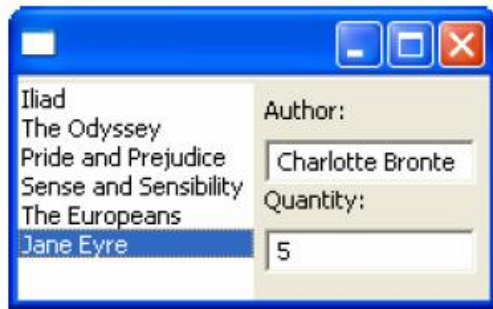 Iliad
The Odyssey
Pride and Prejudice
Sense and Sensibility
The Europeans
Jane Eyre
Author:
Charlotte Bronte
Quantity:
5